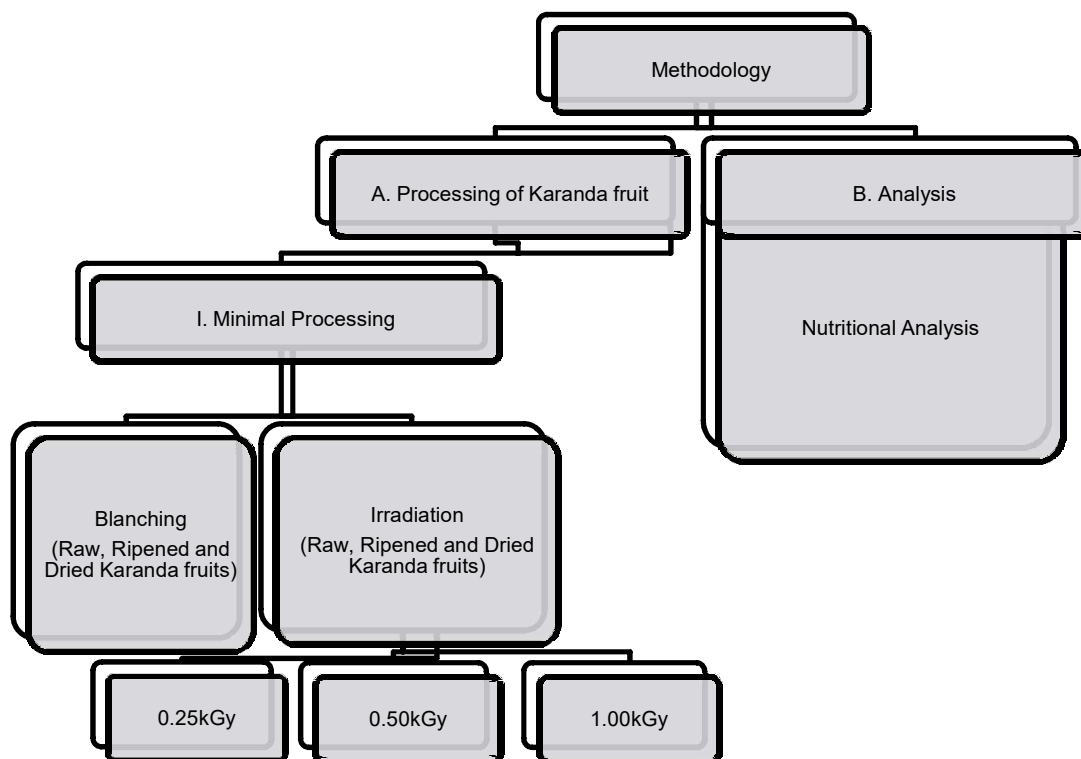 Methodology
A. Processing of Karanda fruit
B. Analysis
I. Minimal Processing
Nutritional Analysis
Blanching
(Raw, Ripened and
Dried Karanda fruits)
Irradiation
(Raw, Ripened and Dried
Karanda fruits)
0.25kGy
0.50kGy
1.00kGy